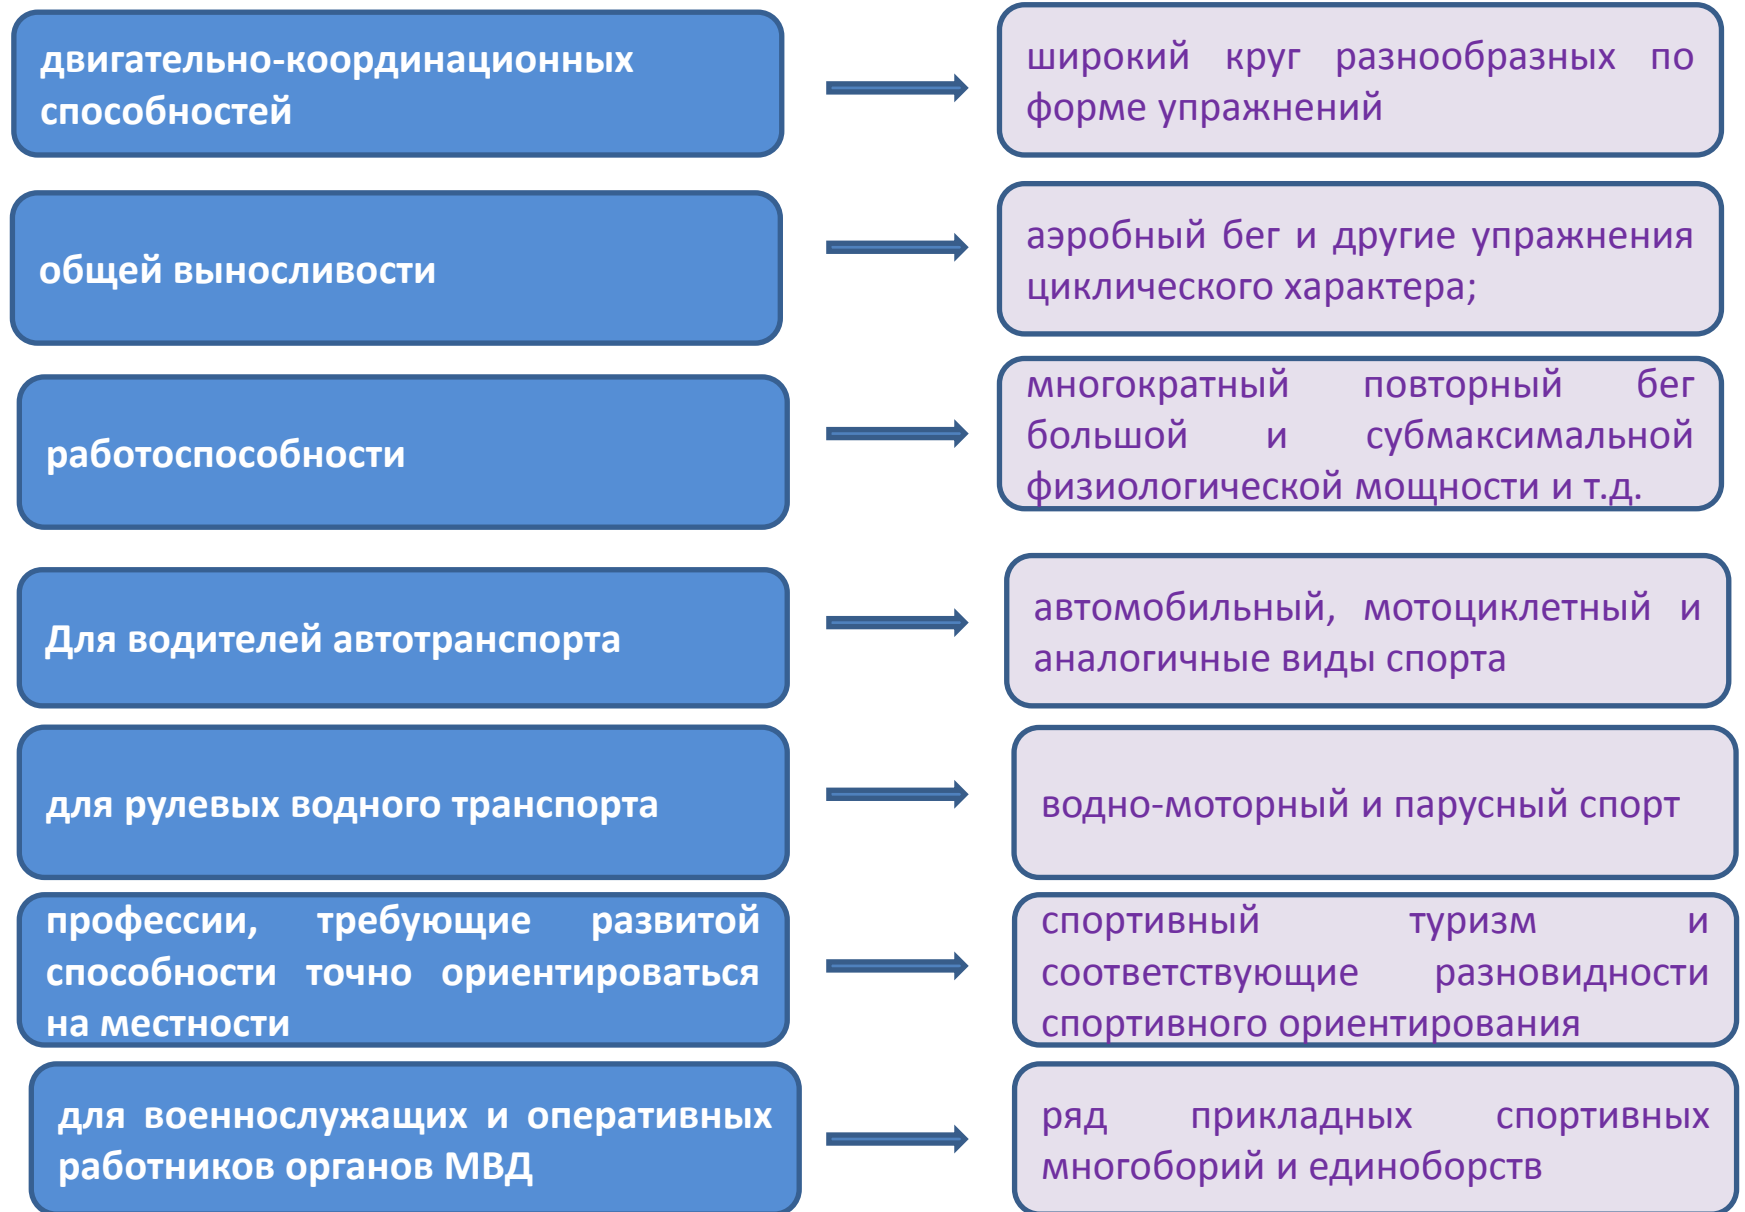 двигательно-координационных
способностей
широкий круг разнообразных по
форме упражнений
общей выносливости
аэробный бег и другие упражнения
циклического характера;
работоспособности
многократный повторный бег
большой и субмаксимальной
физиологической мощности и т.д.
Для водителей автотранспорта
автомобильный, мотоциклетный и
аналогичные виды спорта
для рулевых водного транспорта
водно-моторный и парусный спорт
профессии, требующие развитой
способности точно ориентироваться
на местности
спортивный туризм и
соответствующие разновидности
спортивного ориентирования
для военнослужащих и оперативных
работников органов МВД
ряд прикладных спортивных
многоборий и единоборств